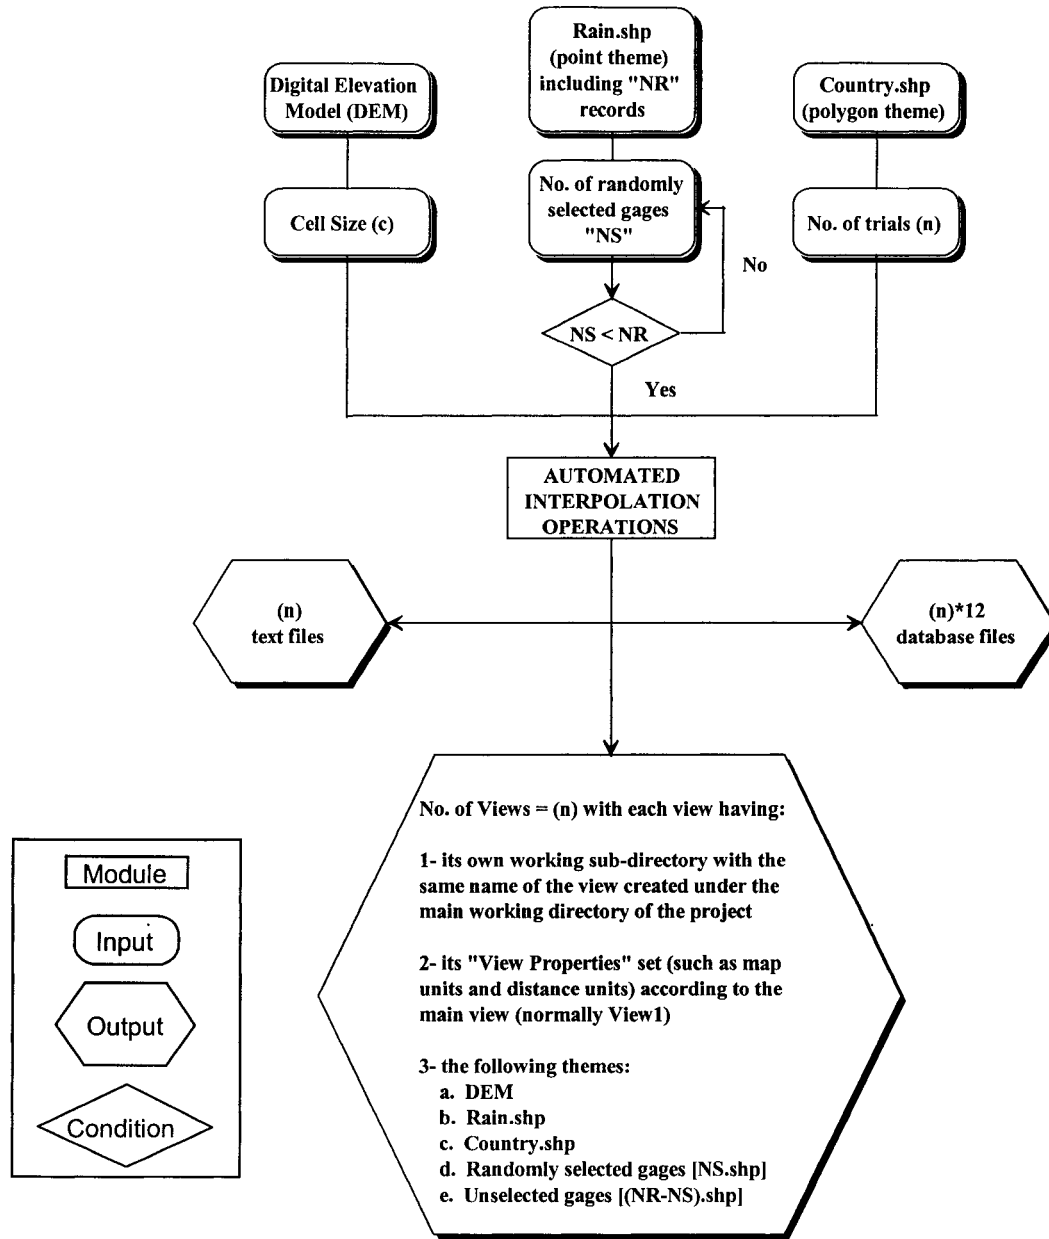 Rain.shp
(point theme)
including "NR"
records
Digital Elevation
Model (DEM)
Country.shp
(polygon theme)
No. of randomly
selected gages
"NS"
Cell Size (c)
No. of trials (n)
No
NS < NR
Yes
AUTOMATED
INTERPOLATION
OPERATIONS
(n)
text files
(n)*12
database files
No. of Views = (n) with each view having:
1- its own working sub-directory with the
same name of the view created under the
main working directory of the project
2- its "View Properties" set (such as map
units and distance units) according to the
main view (normally View1)
3- the following themes:
a. DEM
b. Rain.shp
c. Country.shp
d. Randomly selected gages [NS.shp]
e. Unselected gages [(NR-NS).shp]
Module
Input
Output
Condition